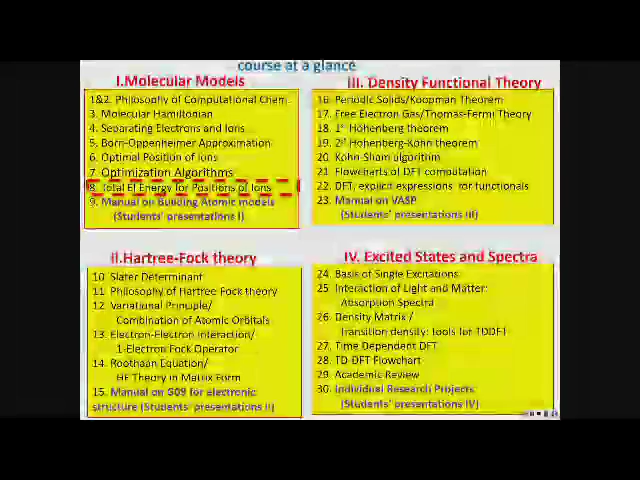 course at a glance
I.Molecular Models
1&2. Philosophy of Computational Chem.
3. Molecular Hamiltonian
4. Separating Electrons and Ions
5. Born-Oppenheimer Approximation
6. Optimal Position of Ions
7. Optimization Algorithms
8. Total El Energy for Positions of Ions
9. Manual on Building Atomic models
(Students' presentations I)
II.Hartree-Fock theory
10 Slater Determinant
11 Philosophy of Hartree Fock theory
12 Variational Principle/
Combination of Atomic Orbitals
13. Electron-Electron Interaction/
1-Electron Fock Operator
14. Roothaan Equation/
HF Theory in Matrix Form
15. Manual on G09 for electronic
structure (Students' presentations II)
III. Density Functional Theory
16. Periodic Solids/Koopman Theorem
17. Free Electron Gas/Thomas-Fermi Theory
18. 1st Hohenberg theorem
19. 2nd Hohenberg-Kohn theorem
20. Kohn-Sham algorithm
21. Flowcharts of DFT computation
22. DFT, explicit expressions for functionals
23. Manual on VASP
(Students' presentations III)
IV. Excited States and Spectra
24. Basis of Single Excitations
25 Interaction of Light and Matter:
Absorption Spectra
26. Density Matrix /
Transition density: tools for TDDFT
27. Time Dependent DFT
28. TD-DFT Flowchart
29. Academic Review
30. Individual Research Projects
(Students' presentations IV)